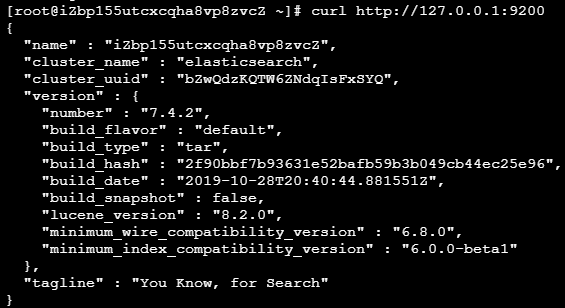 [root@iZbp155utcxcqha8vp8zvcZ ~]# curl http://127.0.0.1:9200
{
  "name" : "iZbp155utcxcqha8vp8zvcZ",
  "cluster_name" : "elasticsearch",
  "cluster_uuid" : "bZwQdzKQTW6ZNdqIsFxSYQ",
  "version" : {
    "number" : "7.4.2",
    "build_flavor" : "default",
    "build_type" : "tar",
    "build_hash" : "2f90bbf7b93631e52bafb59b3b049cb44ec25e96",
    "build_date" : "2019-10-28T20:40:44.881551Z",
    "build_snapshot" : false,
    "lucene_version" : "8.2.0",
    "minimum_wire_compatibility_version" : "6.8.0",
    "minimum_index_compatibility_version" : "6.0.0-beta1"
  },
  "tagline" : "You Know, for Search"
}